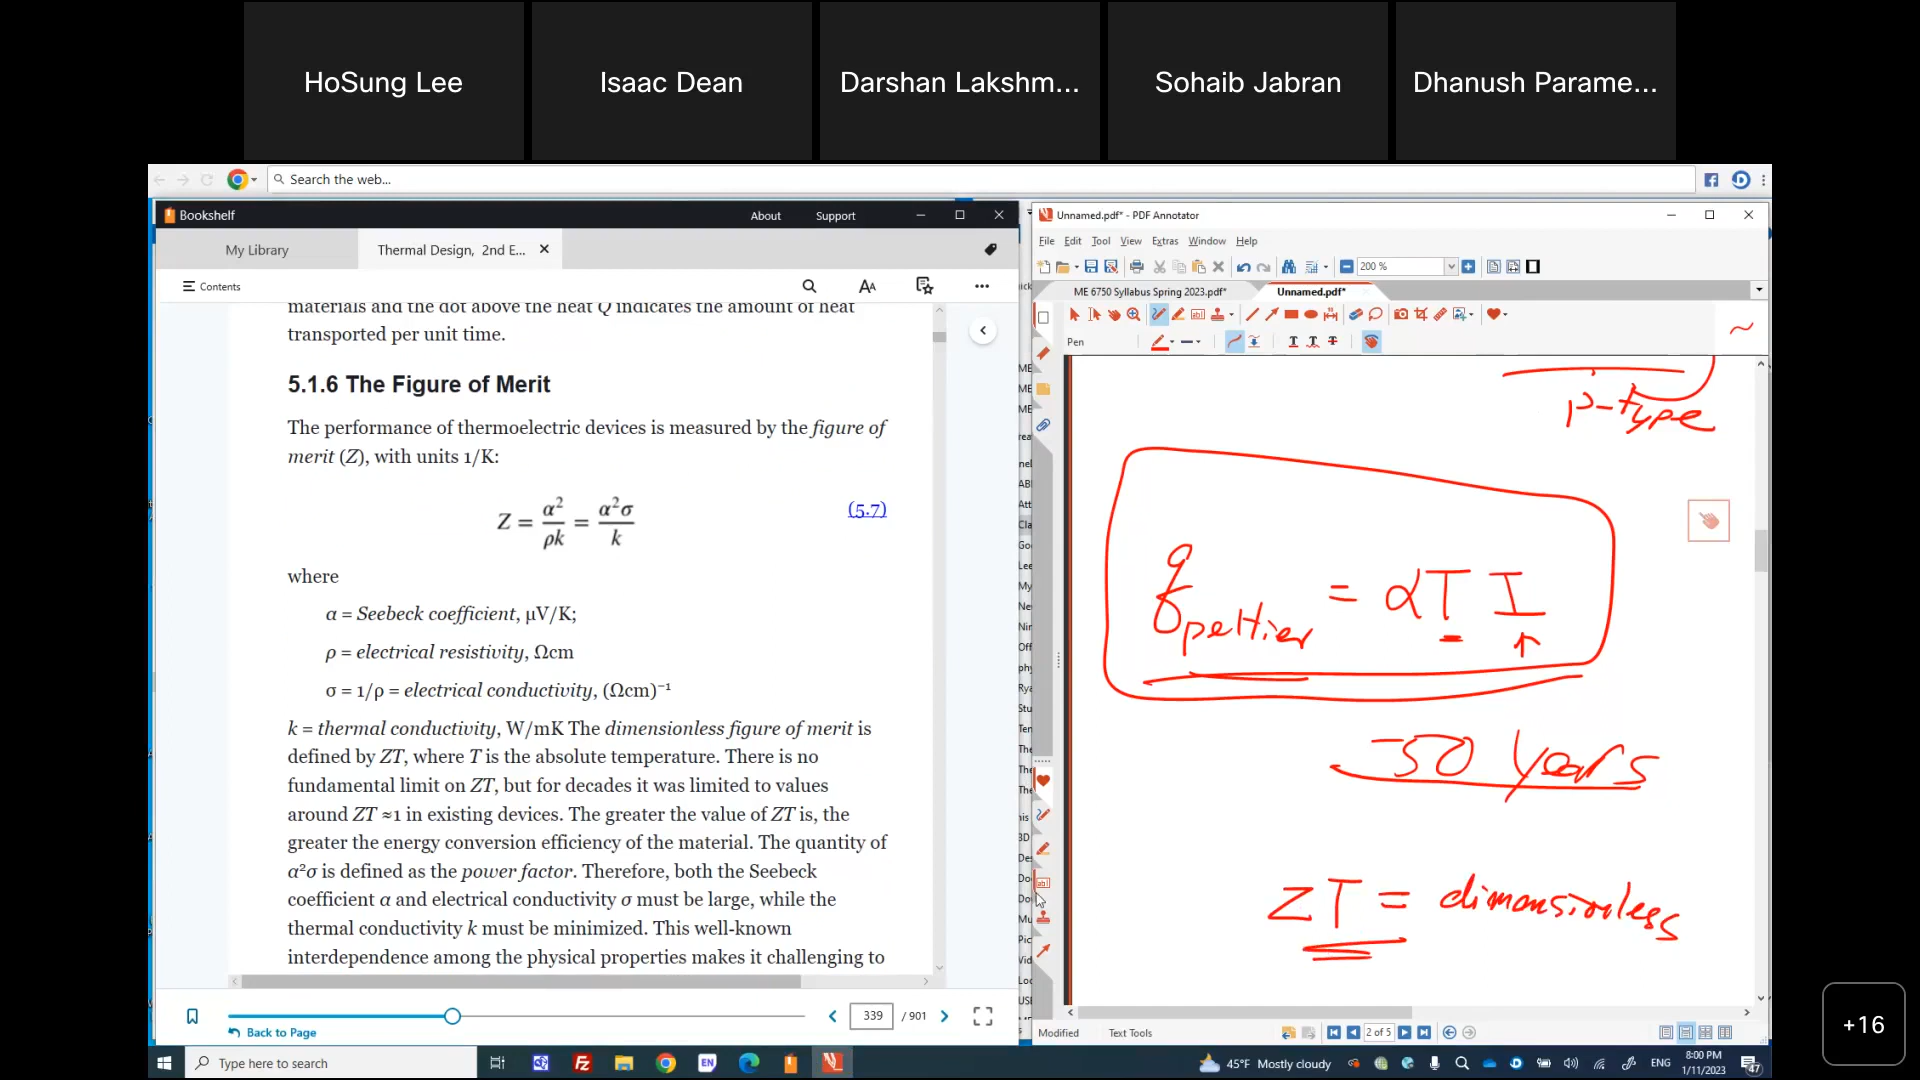 HoSung Lee
Isaac Dean
Darshan Lakshm...
Sohaib Jabran
Dhanush Parame...
Search the web...
Bookshelf
About
Support
My Library
Thermal Design, 2nd E...
Contents
materials and the dot above the heat Q indicates the amount of heat
transported per unit time.
5.1.6 The Figure of Merit
The performance of thermoelectric devices is measured by the figure of
merit (Z), with units 1/K:
Z = α²/ρk = α²σ/k
(5.7)
where
α = Seebeck coefficient, μV/K;
ρ = electrical resistivity, Ωcm
σ = 1/ρ = electrical conductivity, (Ωcm)⁻¹
k = thermal conductivity, W/mK The dimensionless figure of merit is
defined by ZT, where T is the absolute temperature. There is no
fundamental limit on ZT, but for decades it was limited to values
around ZT ≈1 in existing devices. The greater the value of ZT is, the
greater the energy conversion efficiency of the material. The quantity of
α²σ is defined as the power factor. Therefore, both the Seebeck
coefficient α and electrical conductivity σ must be large, while the
thermal conductivity k must be minimized. This well-known
interdependence among the physical properties makes it challenging to
339 / 901
Back to Page
Unnamed.pdf* - PDF Annotator
File Edit Tool View Extras Window Help
200 %
ME 6750 Syllabus Spring 2023.pdf*
Unnamed.pdf*
Pen
p-type
q peltier = αT I
50 years
ZT = dimensionless
Modified
Text Tools
2 of 5
Type here to search
EN
45°F Mostly cloudy
ENG
8:00 PM
1/11/2023
47
+16